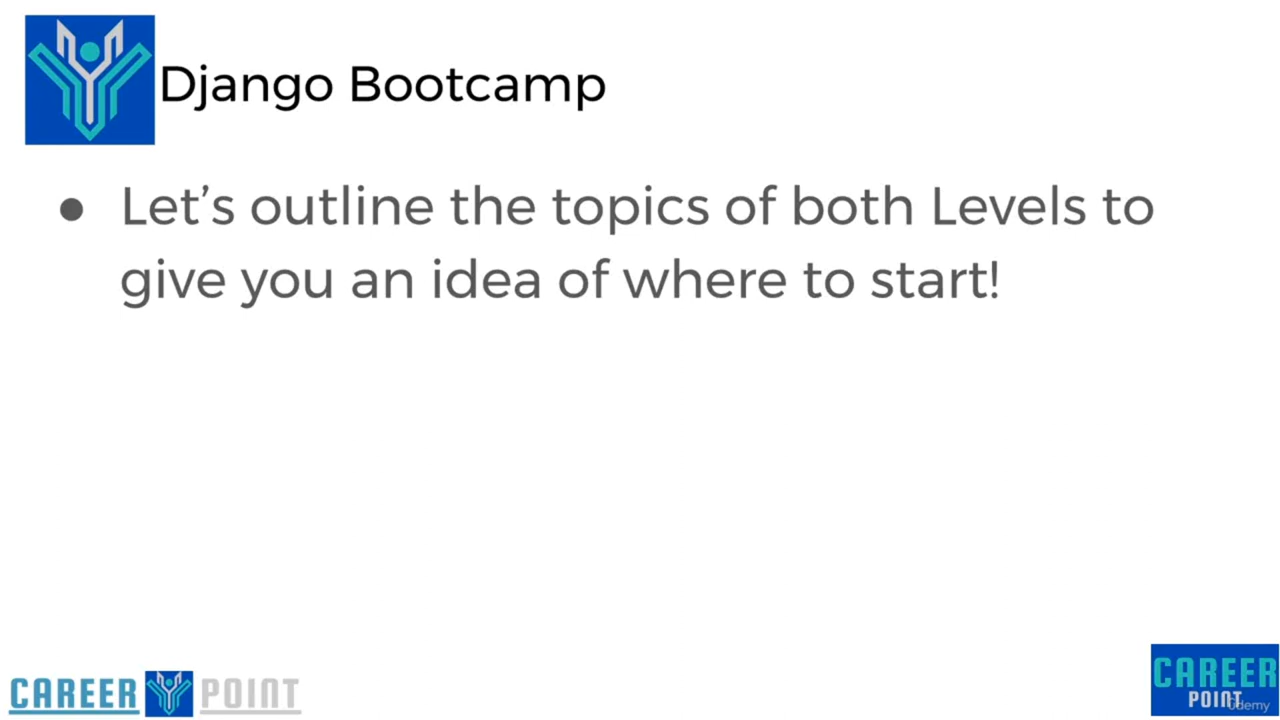 Django Bootcamp
● Let’s outline the topics of both Levels to
give you an idea of where to start!
CAREER POINT
CAREER
POINT
udemy